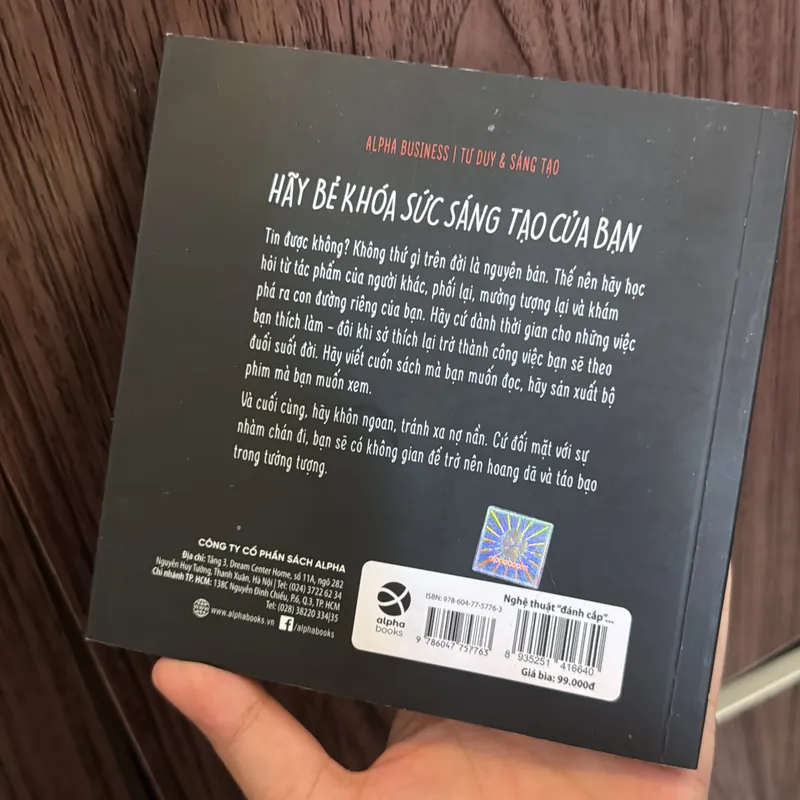 ALPHA BUSINESS | TƯ DUY & SÁNG TẠO
HÃY BẺ KHÓA SỨC SÁNG TẠO CỦA BẠN
Tin được không? Không thứ gì trên đời là nguyên bản. Thế nên hãy học
hỏi từ tác phẩm của người khác, phối lại, mường tượng lại và khám
phá ra con đường riêng của bạn. Hãy cứ dành thời gian cho những việc
bạn thích làm – đôi khi sở thích lại trở thành công việc bạn sẽ theo
đuổi suốt đời. Hãy viết cuốn sách mà bạn muốn đọc, hãy sản xuất bộ
phim mà bạn muốn xem.
Và cuối cùng, hãy khôn ngoan, tránh xa nợ nần. Cứ đối mặt với sự
nhàm chán đi, bạn sẽ có không gian để trở nên hoang dã và táo bạo
trong tưởng tượng.
CÔNG TY CỔ PHẦN SÁCH ALPHA
Địa chỉ: Tầng 3, Dream Center Home, số 11A, ngõ 282
Nguyễn Huy Tưởng, Thanh Xuân, Hà Nội | Tel: (024) 3722 62 34
Chi nhánh TP. HCM: 138C Nguyễn Đình Chiểu, P.6, Q.3, TP. HCM
Tel: (028) 38220 334|35
www.alphabooks.vn /alphabooks
alphabooks
alpha
books
ISBN: 978-604-77-5776-3
9 786047 757763
Nghệ thuật "đánh cắp"...
8 935251 416640
Giá bìa: 99.000đ